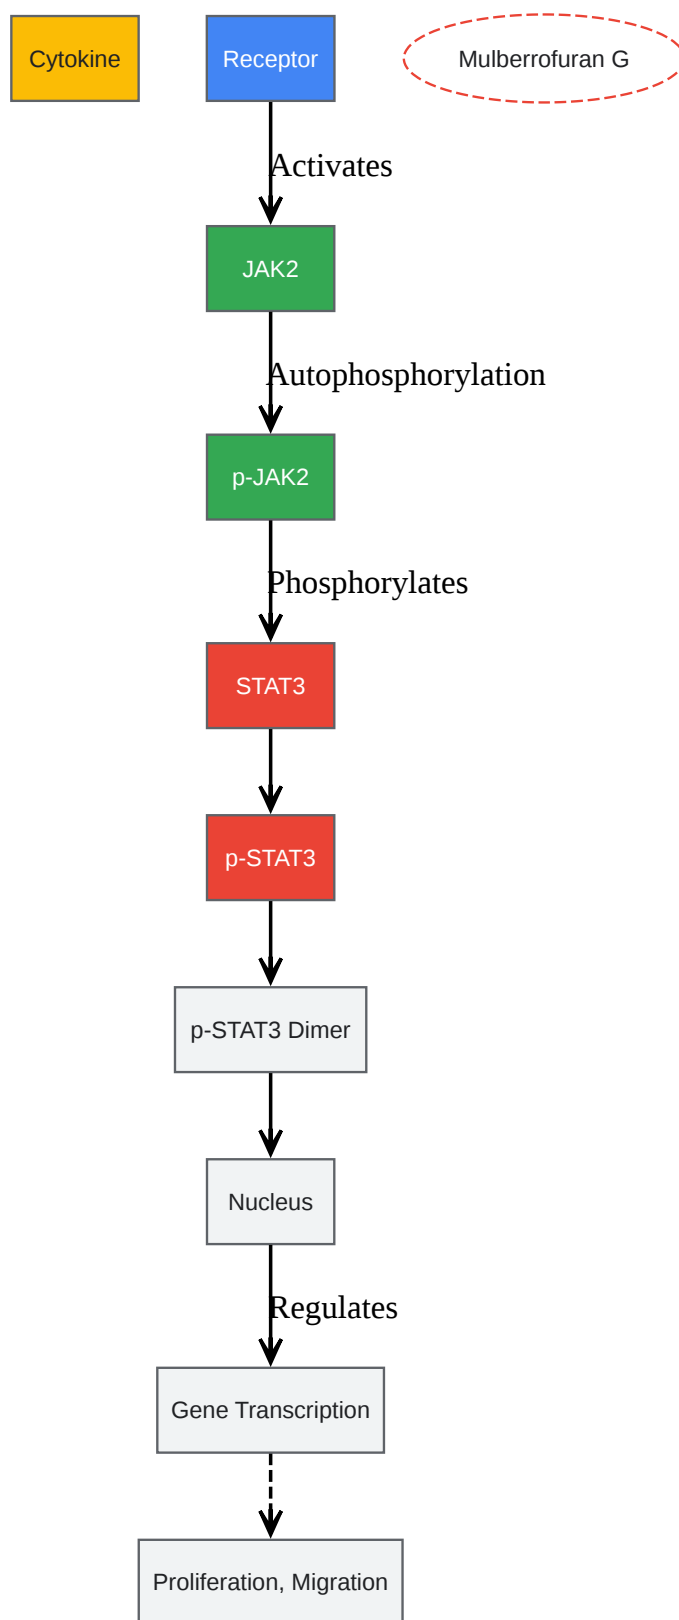 Cytokine
Receptor
Mulberrofuran G
Activates
JAK2
Autophosphorylation
p-JAK2
Phosphorylates
STAT3
p-STAT3
p-STAT3 Dimer
Nucleus
Regulates
Gene Transcription
Proliferation, Migration